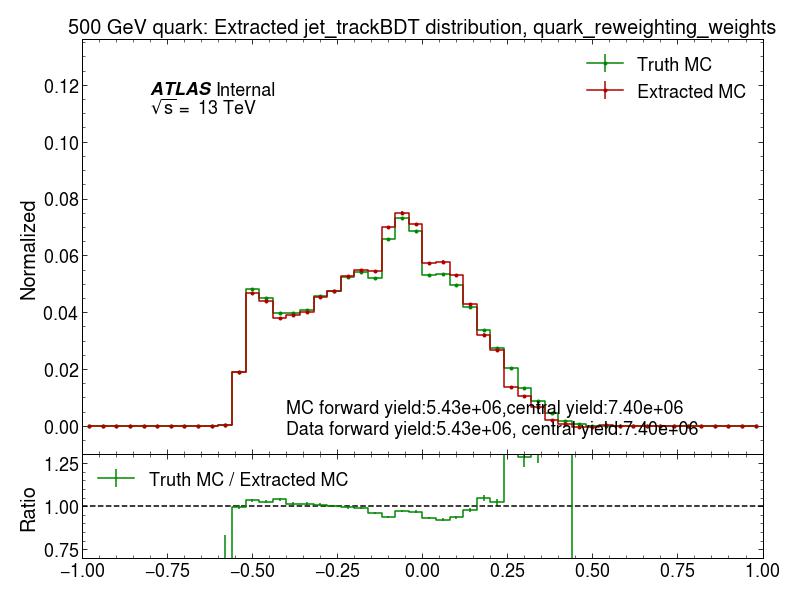 500 GeV quark: Extracted jet_trackBDT distribution, quark_reweighting_weights
Truth MC
Extracted MC
ATLAS Internal
√s = 13 TeV
Normalized
0.12
0.10
0.08
0.06
0.04
0.02
0.00
MC forward yield:5.43e+06,central yield:7.40e+06
Data forward yield:5.43e+06, central yield:7.40e+06
Truth MC / Extracted MC
Ratio
1.25
1.00
0.75
−1.00 −0.75 −0.50 −0.25 0.00 0.25 0.50 0.75 1.00